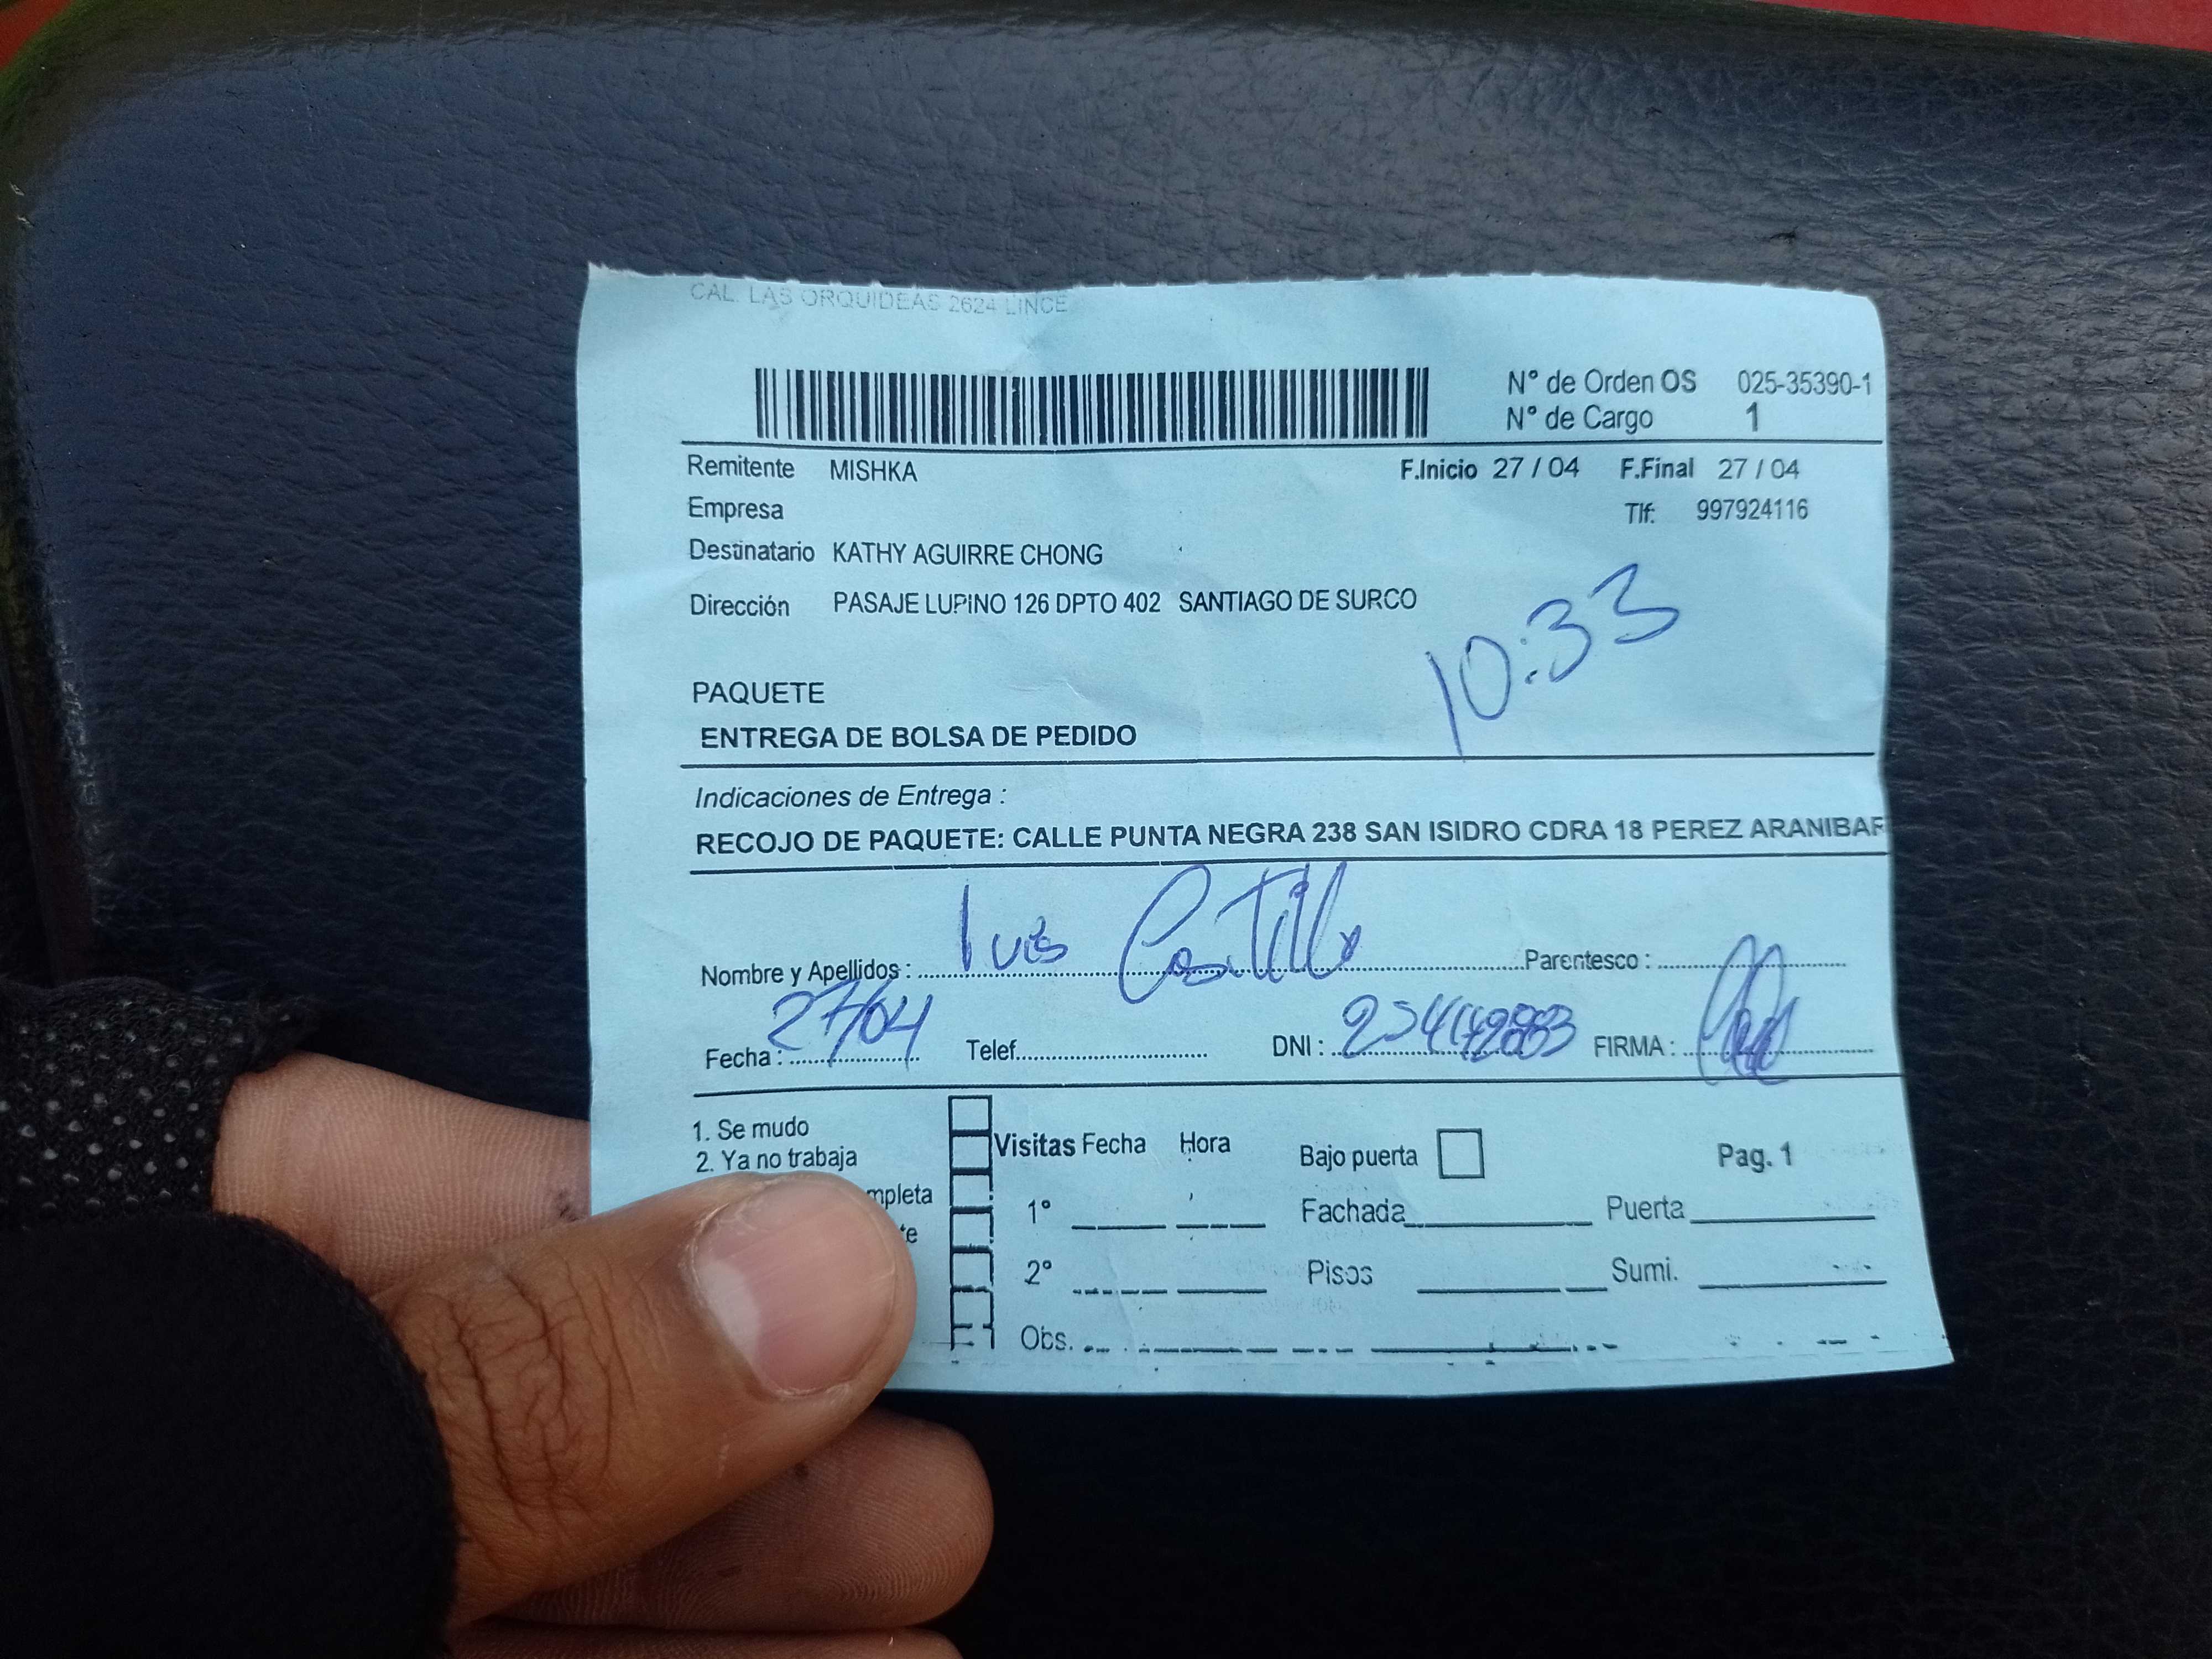 CAL. LAS ORQUIDEAS 2624 LINCE
N° de Orden OS 025-35390-1
N° de Cargo 1
Remitente MISHKA F.Inicio 27 / 04 F.Final 27 / 04
Empresa Tlf: 997924116
Destinatario KATHY AGUIRRE CHONG
Dirección PASAJE LUPINO 126 DPTO 402 SANTIAGO DE SURCO
10:33
PAQUETE
ENTREGA DE BOLSA DE PEDIDO
Indicaciones de Entrega :
RECOJO DE PAQUETE: CALLE PUNTA NEGRA 238 SAN ISIDRO CDRA 18 PEREZ ARANIBAR
Nombre y Apellidos : Castillo Parentesco :
Fecha : 27/04 Telef. DNI : FIRMA :
1. Se mudo
2. Ya no trabaja
mpleta
te
Visitas Fecha Hora Bajo puerta Pag. 1
1° Fachada Puerta
2° Pisos Sumi.
Obs.